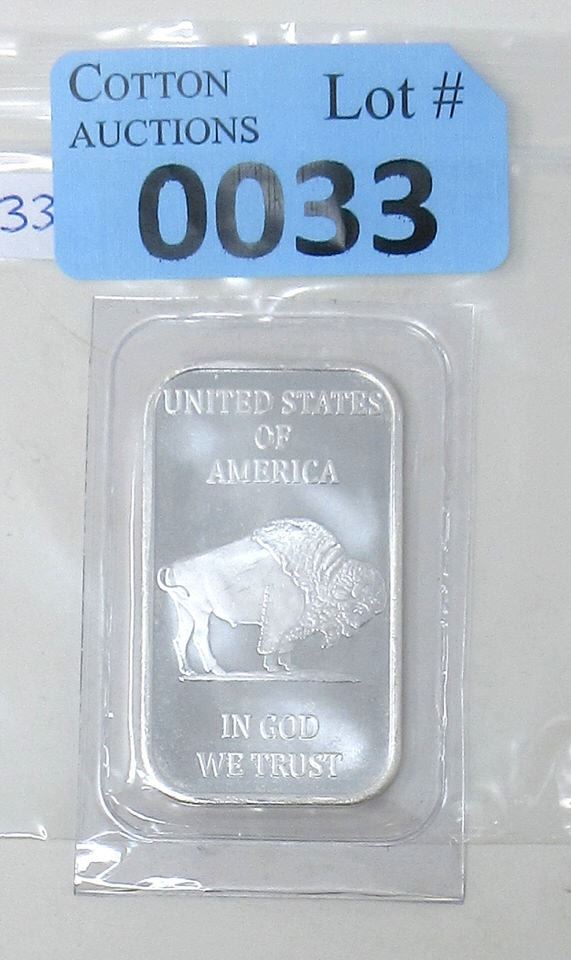 COTTON
AUCTIONS
Lot #
0033
33
UNITED STATES
OF
AMERICA
IN GOD
WE TRUST